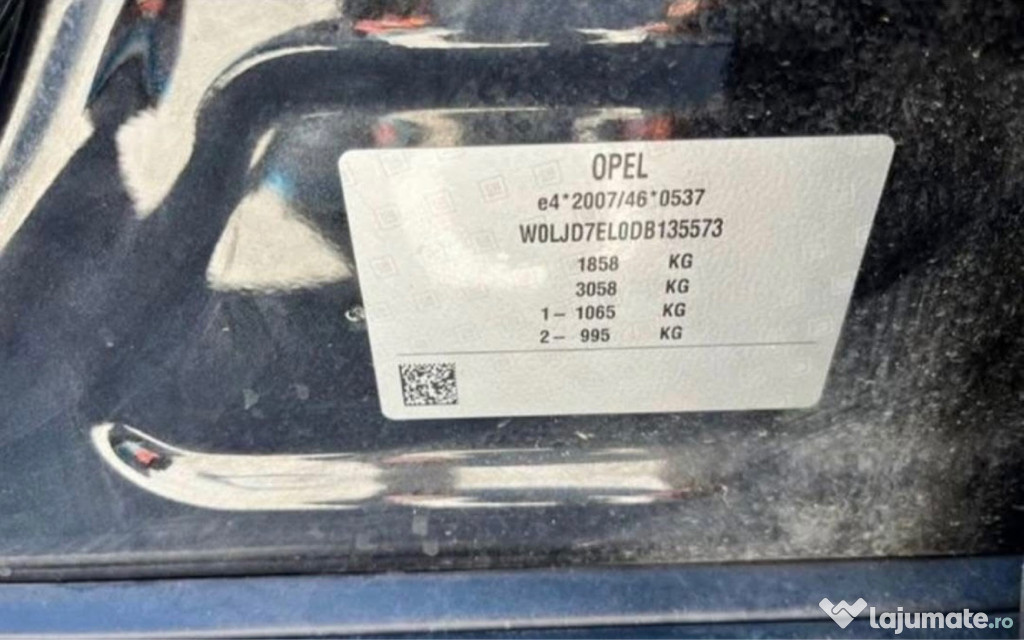 OPEL
e4*2007/46*0537
W0LJD7EL0DB135573
1858 KG
3058 KG
1– 1065 KG
2– 995 KG
lajumate.ro